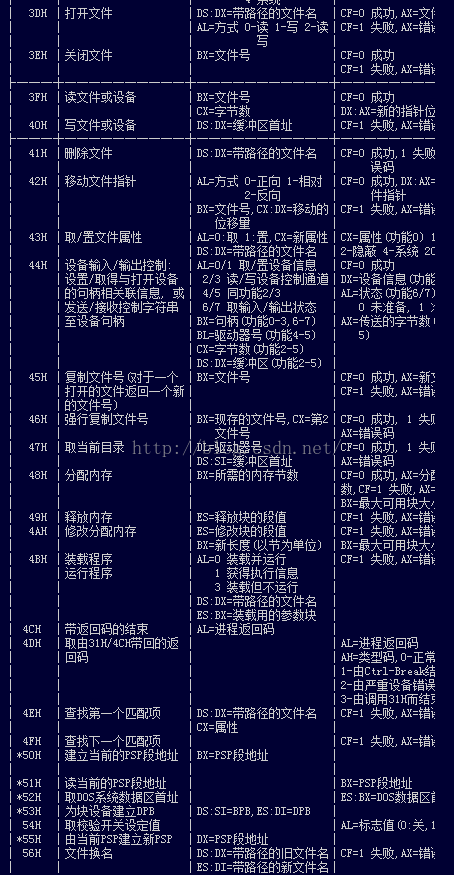 4 系统
3DH 打开文件 DS:DX=带路径的文件名 CF=0 成功,AX=文件
AL=方式 0-读 1-写 2-读 CF=1 失败,AX=错误
写
3EH 关闭文件 BX=文件号 CF=0 成功
CF=1 失败,AX=错误
3FH 读文件或设备 BX=文件号 CF=0 成功
CX=字节数 DX:AX=新的指针位
40H 写文件或设备 DS:DX=缓冲区首址 CF=1 失败,AX=错误
41H 删除文件 DS:DX=带路径的文件名 CF=0 成功,1 失败
误码
42H 移动文件指针 AL=方式 0-正向 1-相对 CF=0 成功,DX:AX=
2-反向 件指针
BX=文件号,CX:DX=移动的 CF=1 失败,AX=错误
位移量
43H 取/置文件属性 AL=0:取 1:置,CX=新属性 CX=属性(功能0) 1
DS:DX=带路径的文件名 2-隐蔽 4-系统 20
44H 设备输入/输出控制: AL=0/1 取/置设备信息 CF=0 成功
设置/取得与打开设备 2/3 读/写设备控制通道 DX=设备信息(功能
的句柄相关联信息, 或 4/5 同功能2/3 AL=状态(功能6/7)
发送/接收控制字符串 6/7 取输入/输出状态 0 未准备, 1
至设备句柄 BX=句柄(功能0-3,6-7) AX=传送的字节数(
BL=驱动器号(功能4-5) 5)
CX=字节数(功能2-5)
DS:DX=缓冲区(功能2-5)
45H 复制文件号(对于一个 BX=文件号 CF=0 成功,AX=新文
打开的文件返回一个新 CF=1 失败,AX=错误
的文件号)
46H 强行复制文件号 BX=现存的文件号,CX=第2 CF=0 成功, 1 失败
文件号 AX=错误码
47H 取当前目录 DL=驱动器号 CF=0 成功, 1 失败
DS:SI=缓冲区首址 AX=错误码
48H 分配内存 BX=所需的内存节数 CF=0 成功,AX=分配
数,CF=1 失败,AX=
BX=最大可用块大小
49H 释放内存 ES=释放块的段值 CF=1 失败,AX=错误
4AH 修改分配内存 ES=修改块的段值 CF=1 失败,AX=错误
BX=新长度(以节为单位) BX=最大可用块大小
4BH 装载程序 AL=0 装载并运行 CF=1 失败,AX=错误
运行程序 1 获得执行信息
3 装载但不运行
DS:DX=带路径的文件名
ES:BX=装载用的参数块
4CH 带返回码的结束 AL=进程返回码
4DH 取由31H/4CH带回的返 AL=进程返回码
回码 AH=类型码,0-正常
1-由Ctrl-Break结
2-由严重设备错误
3-由调用31H而结束
4EH 查找第一个匹配项 DS:DX=带路径的文件名 CF=1 失败,AX=错误
CX=属性
4FH 查找下一个匹配项 CF=1 失败,AX=错误
*50H 建立当前的PSP段地址 BX=PSP段地址
*51H 读当前的PSP段地址 BX=PSP段地址
*52H 取DOS系统数据区首址 ES:BX=DOS数据区首
*53H 为块设备建立DPB DS:SI=BPB,ES:DI=DPB
54H 取校验开关设定值 AL=标志值(0:关,1
*55H 由当前PSP建立新PSP DX=PSP段地址
56H 文件换名 DS:DX=带路径的旧文件名 CF=1 失败,AX=错误
ES:DI=带路径的新文件名